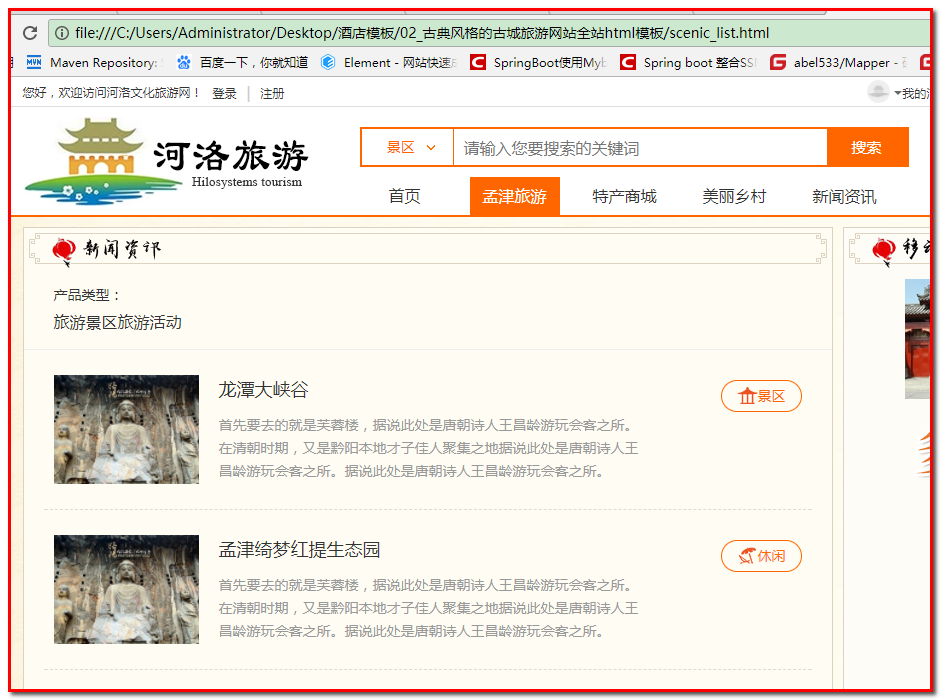 file:///C:/Users/Administrator/Desktop/酒店模板/02_古典风格的古城旅游网站全站html模板/scenic_list.html
Maven Repository: 百度一下，你就知道 Element - 网站快速 SpringBoot使用Myb Spring boot 整合SS abel533/Mapper -
您好，欢迎访问河洛文化旅游网！ 登录 | 注册 我的
河洛旅游
Hilosystems tourism
景区 请输入您要搜索的关键词 搜索
首页 孟津旅游 特产商城 美丽乡村 新闻资讯
新闻资讯 移
产品类型：
旅游景区旅游活动
龙潭大峡谷
景区
首先要去的就是芙蓉楼，据说此处是唐朝诗人王昌龄游玩会客之所。
在清朝时期，又是黔阳本地才子佳人聚集之地据说此处是唐朝诗人王
昌龄游玩会客之所。据说此处是唐朝诗人王昌龄游玩会客之所。
孟津绮梦红提生态园
休闲
首先要去的就是芙蓉楼，据说此处是唐朝诗人王昌龄游玩会客之所。
在清朝时期，又是黔阳本地才子佳人聚集之地据说此处是唐朝诗人王
昌龄游玩会客之所。据说此处是唐朝诗人王昌龄游玩会客之所。